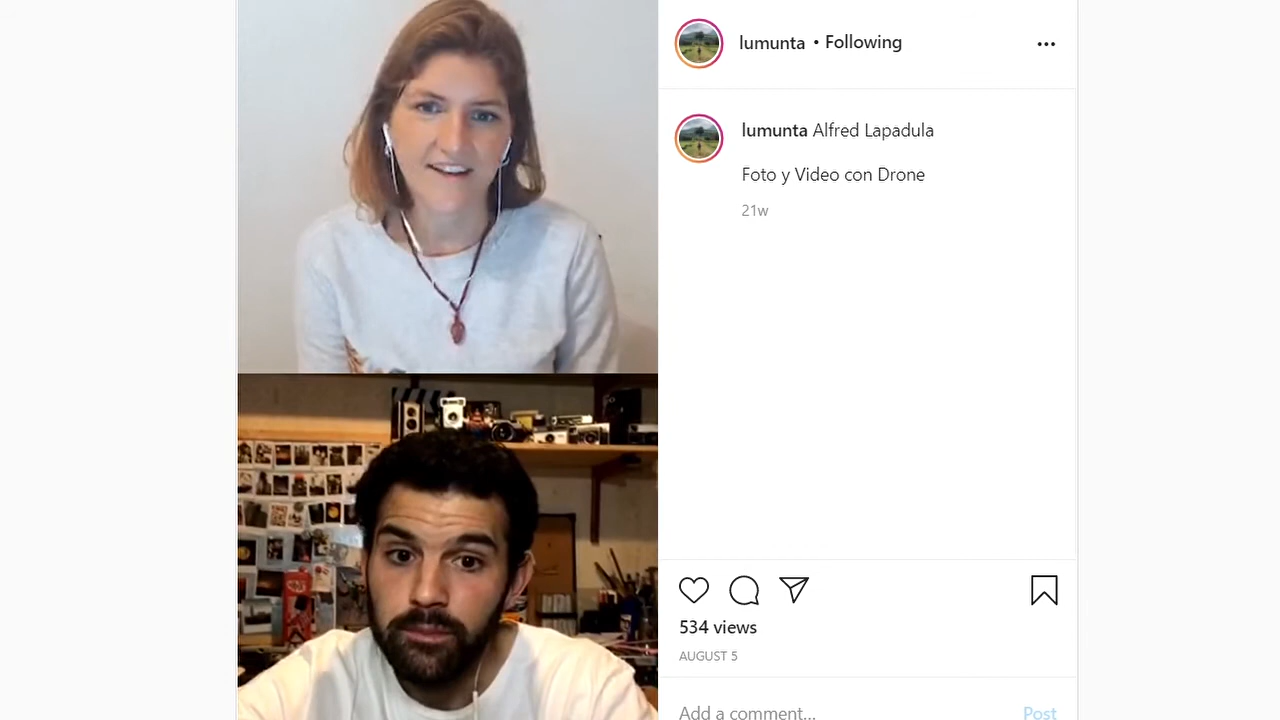 lumunta • Following
lumunta Alfred Lapadula
Foto y Video con Drone
21w
534 views
AUGUST 5
Add a comment... Post